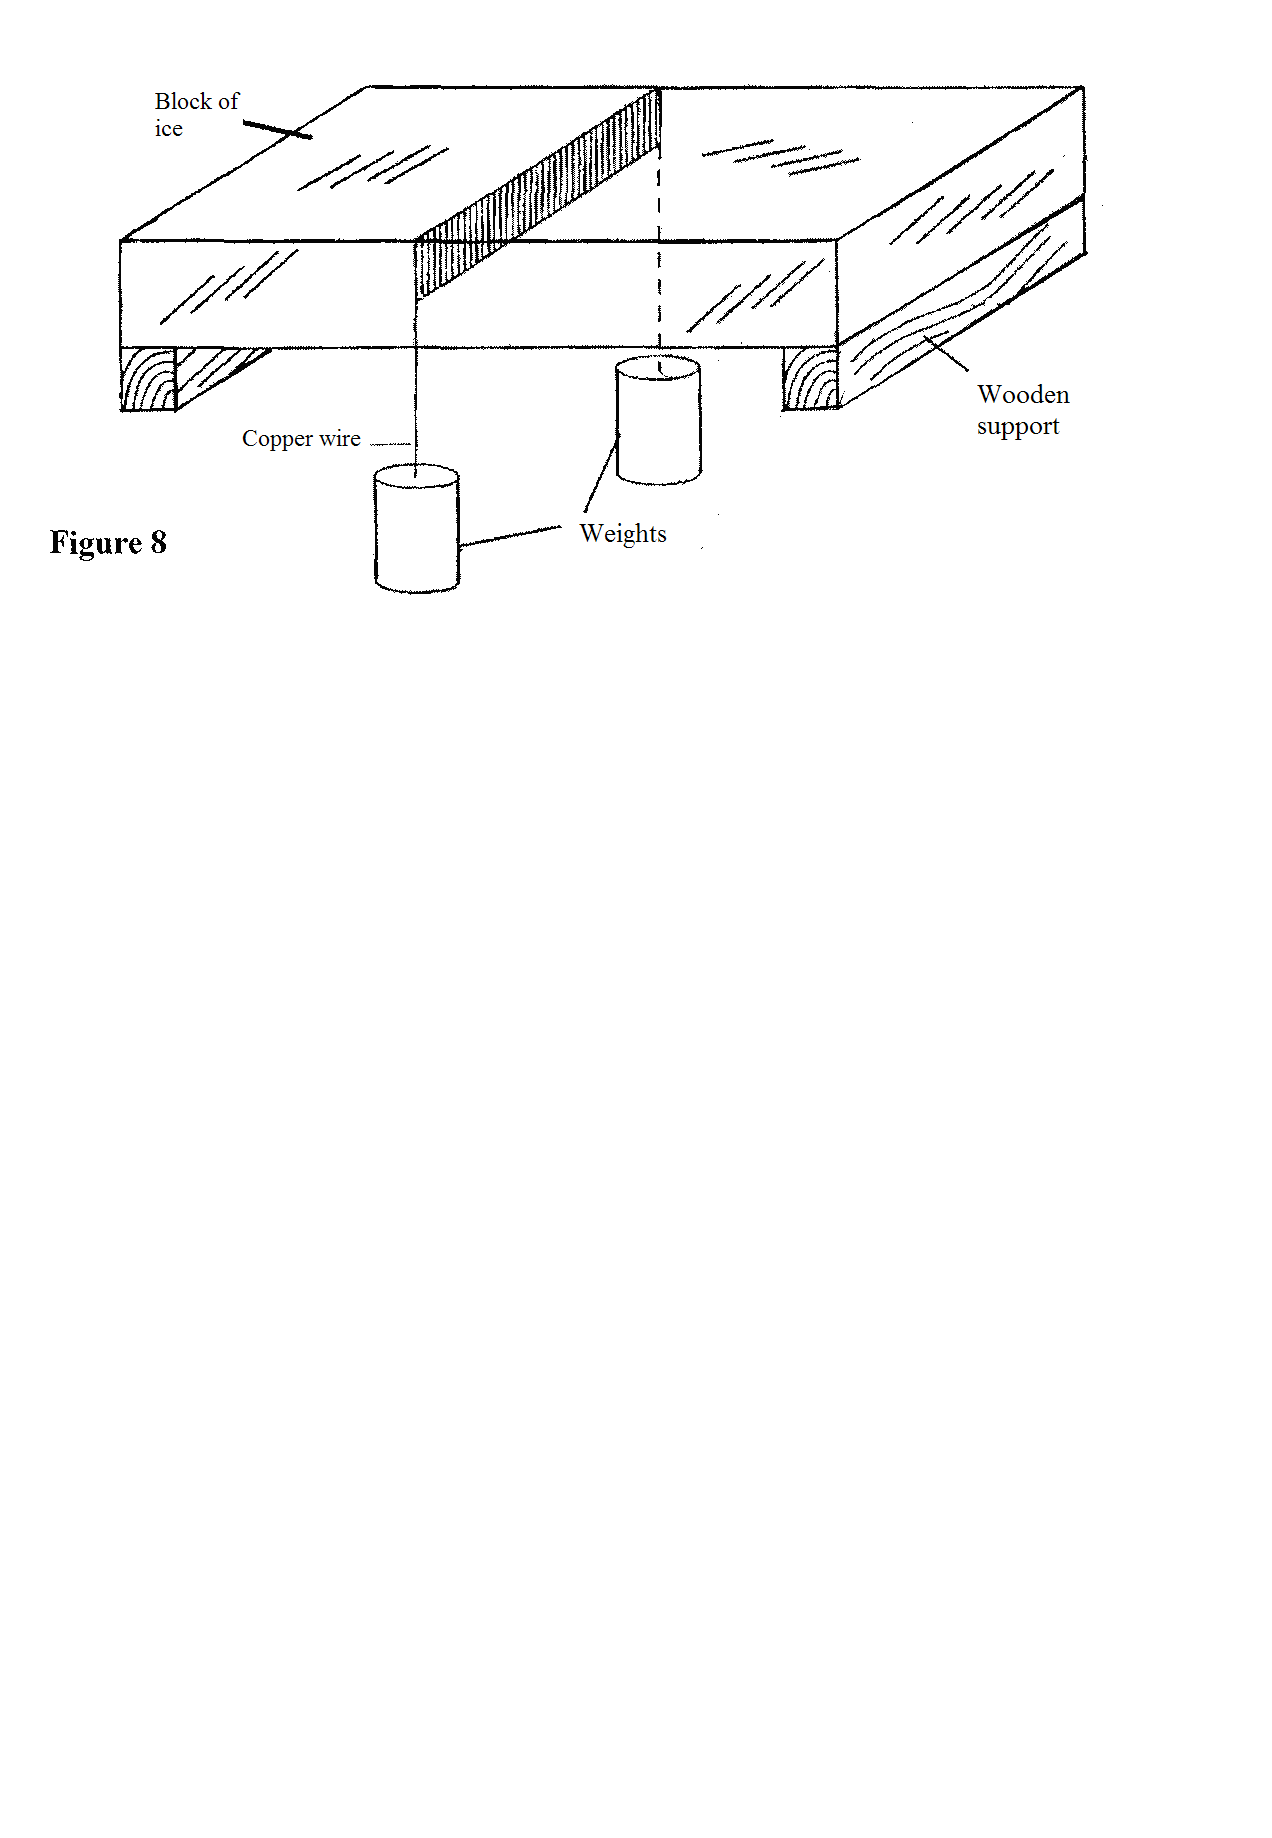 Block of
ice
Wooden
support
Copper wire
Weights
Figure 8